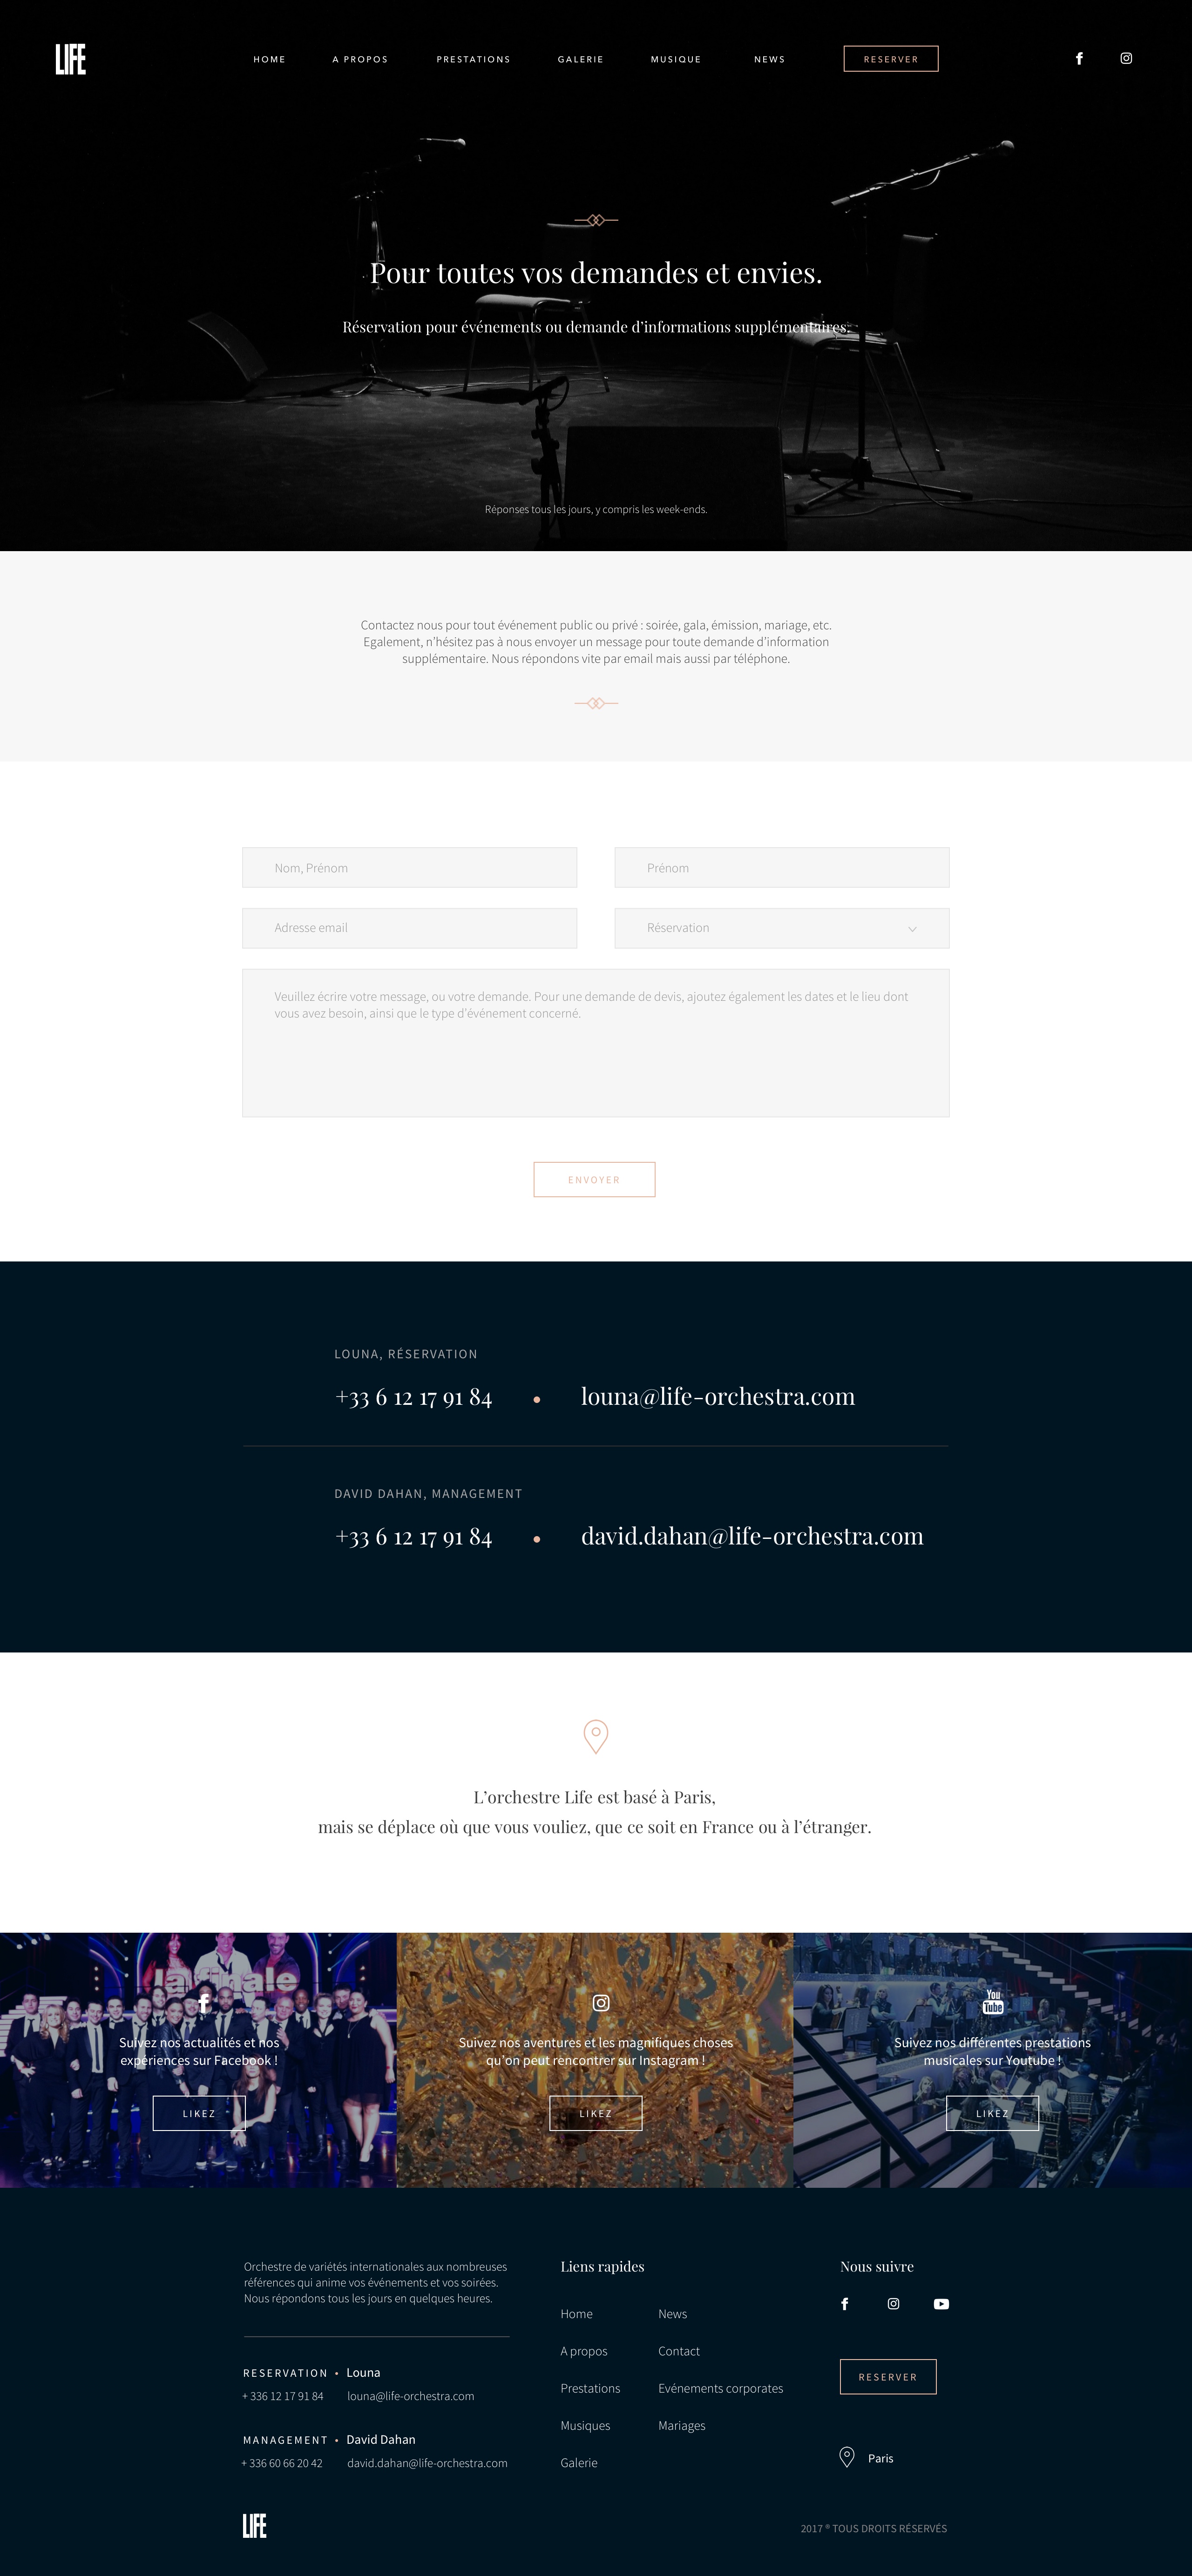 LIFE
HOME
A PROPOS
PRESTATIONS
GALERIE
MUSIQUE
NEWS
RESERVER
Pour toutes vos demandes et envies.
Réservation pour événements ou demande d'informations supplémentaires.
Réponses tous les jours, y compris les week-ends.
Contactez nous pour tout événement public ou privé : soirée, gala, émission, mariage, etc.
Egalement, n'hésitez pas à nous envoyer un message pour toute demande d'information
supplémentaire. Nous répondons vite par email mais aussi par téléphone.
Nom, Prénom
Prénom
Adresse email
Réservation
Veuillez écrire votre message, ou votre demande. Pour une demande de devis, ajoutez également les dates et le lieu dont
vous avez besoin, ainsi que le type d'événement concerné.
ENVOYER
LOUNA, RÉSERVATION
+33 6 12 17 91 84 • louna@life-orchestra.com
DAVID DAHAN, MANAGEMENT
+33 6 12 17 91 84 • david.dahan@life-orchestra.com
L'orchestre Life est basé à Paris,
mais se déplace où que vous vouliez, que ce soit en France ou à l'étranger.
la finale
Suivez nos actualités et nos
expériences sur Facebook !
LIKEZ
Suivez nos aventures et les magnifiques choses
qu'on peut rencontrer sur Instagram !
LIKEZ
You
Tube
Suivez nos différentes prestations
musicales sur Youtube !
LIKEZ
Orchestre de variétés internationales aux nombreuses
références qui anime vos événements et vos soirées.
Nous répondons tous les jours en quelques heures.
RESERVATION • Louna
+ 336 12 17 91 84 louna@life-orchestra.com
MANAGEMENT • David Dahan
+ 336 60 66 20 42 david.dahan@life-orchestra.com
Liens rapides
Home
A propos
Prestations
Musiques
Galerie
News
Contact
Evénements corporates
Mariages
Nous suivre
RESERVER
Paris
LIFE
2017 ® TOUS DROITS RÉSERVÉS